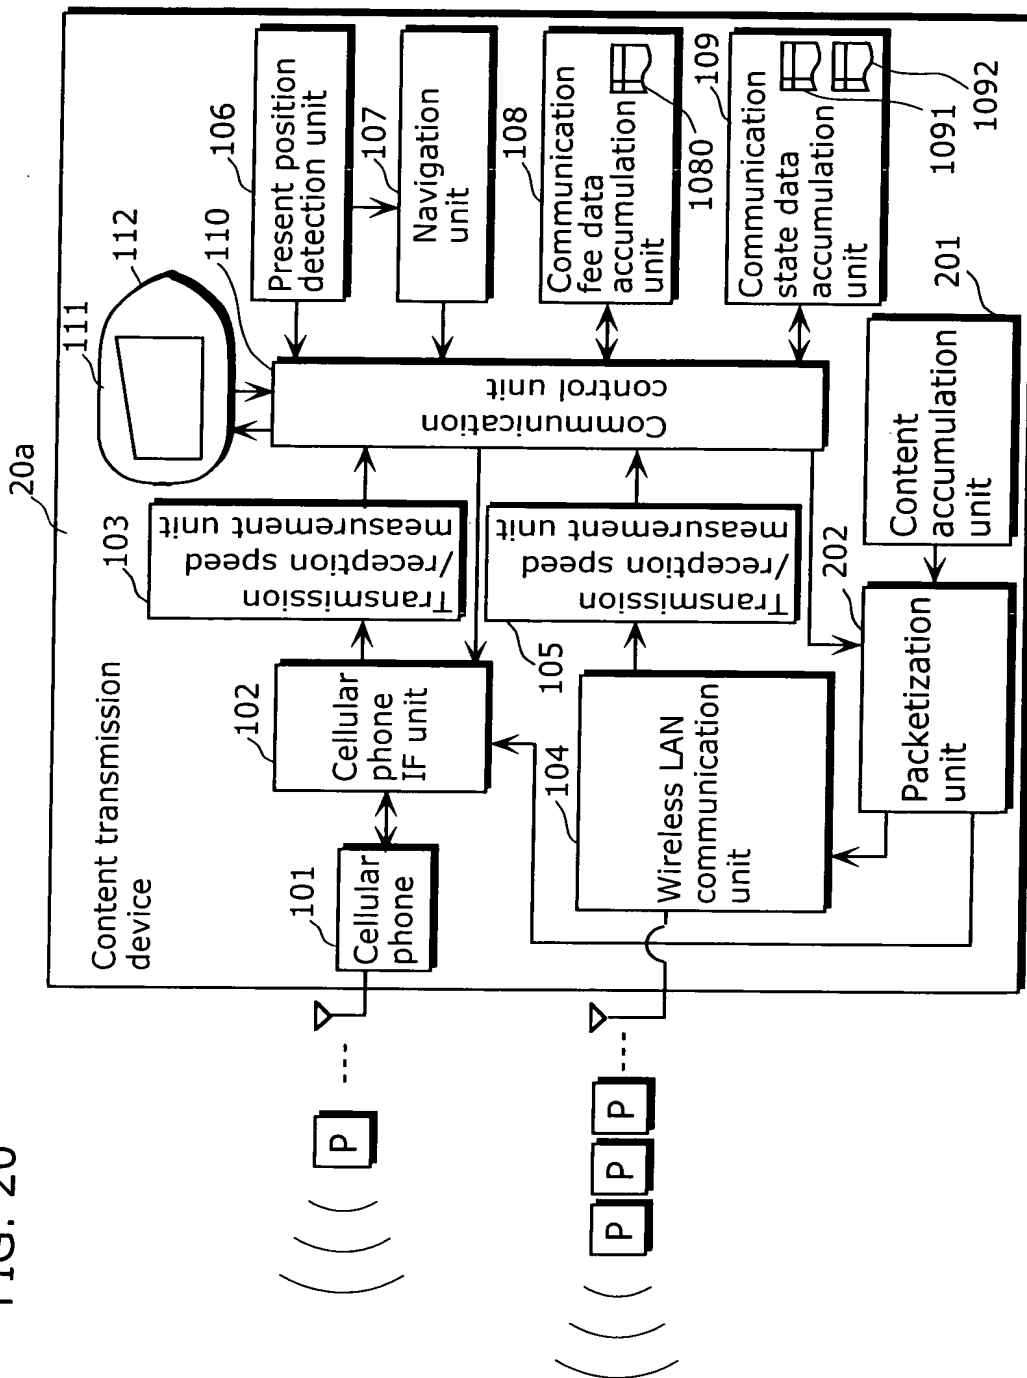 FIG. 20
20a
Content transmission
device
111
112
110
106
Present position
detection unit
107
Navigation
unit
108
Communication
fee data
accumulation
unit
1080
109
Communication
state data
accumulation
unit
1091
1092
103
Transmission
/reception speed
measurement unit
Communication
control unit
102
Cellular
phone
IF unit
101
Cellular
phone
105
Transmission
/reception speed
measurement unit
104
Wireless LAN
communication
unit
202
Packetization
unit
201
Content
accumulation
unit
P
P
P
P